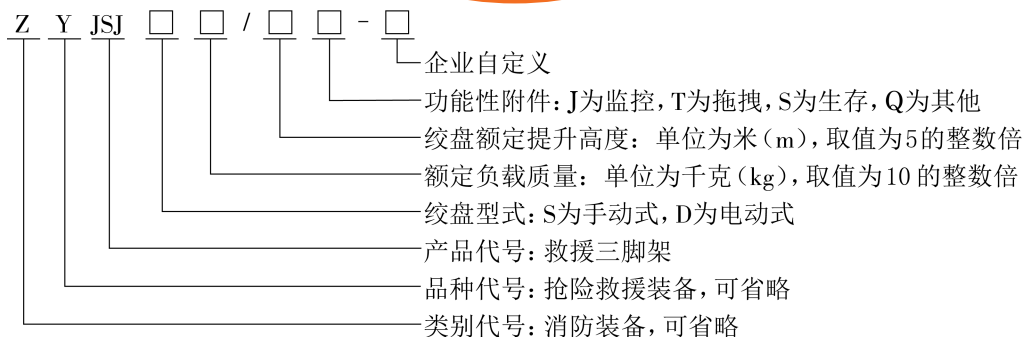 Z Y JSJ □ □ / □ □ - □
企业自定义
功能性附件：J为监控，T为拖拽，S为生存，Q为其他
绞盘额定提升高度：单位为米（m），取值为5的整数倍
额定负载质量：单位为千克（kg），取值为10 的整数倍
绞盘型式：S为手动式，D为电动式
产品代号：救援三脚架
品种代号：抢险救援装备，可省略
类别代号：消防装备，可省略